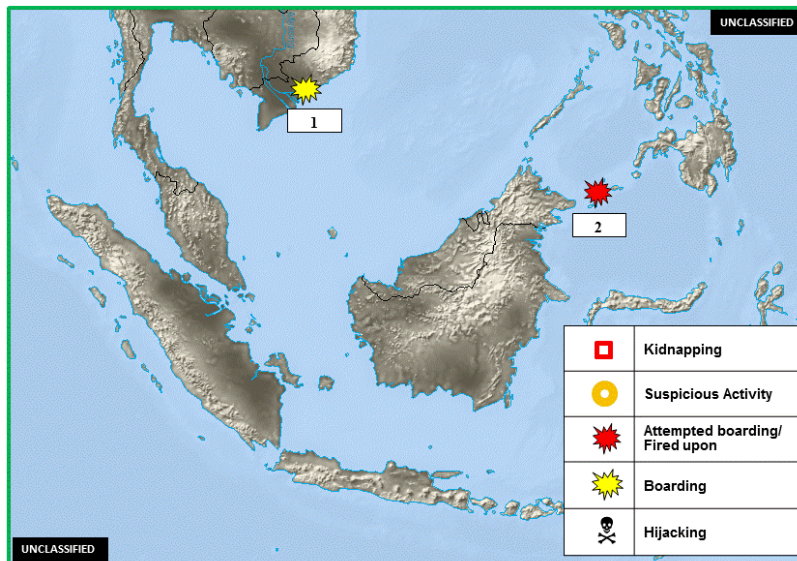 UNCLASSIFIED
1
2
Kidnapping
Suspicious Activity
Attempted boarding/
Fired upon
Boarding
Hijacking
UNCLASSIFIED